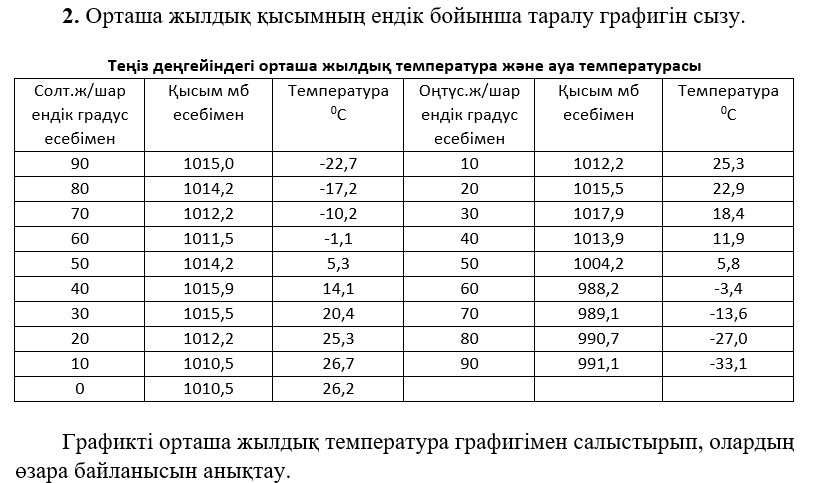 2. Орташа жылдық қысымның ендік бойынша таралу графигін сызу.
Теңіз деңгейіндегі орташа жылдық температура және ауа температурасы
Солт.ж/шар ендік градус есебімен | Қысым мб есебімен | Температура ⁰С | Оңтүс.ж/шар ендік градус есебімен | Қысым мб есебімен | Температура ⁰С
90 | 1015,0 | -22,7 | 10 | 1012,2 | 25,3
80 | 1014,2 | -17,2 | 20 | 1015,5 | 22,9
70 | 1012,2 | -10,2 | 30 | 1017,9 | 18,4
60 | 1011,5 | -1,1 | 40 | 1013,9 | 11,9
50 | 1014,2 | 5,3 | 50 | 1004,2 | 5,8
40 | 1015,9 | 14,1 | 60 | 988,2 | -3,4
30 | 1015,5 | 20,4 | 70 | 989,1 | -13,6
20 | 1012,2 | 25,3 | 80 | 990,7 | -27,0
10 | 1010,5 | 26,7 | 90 | 991,1 | -33,1
0 | 1010,5 | 26,2
Графикті орташа жылдық температура графигімен салыстырып, олардың
өзара байланысын анықтау.